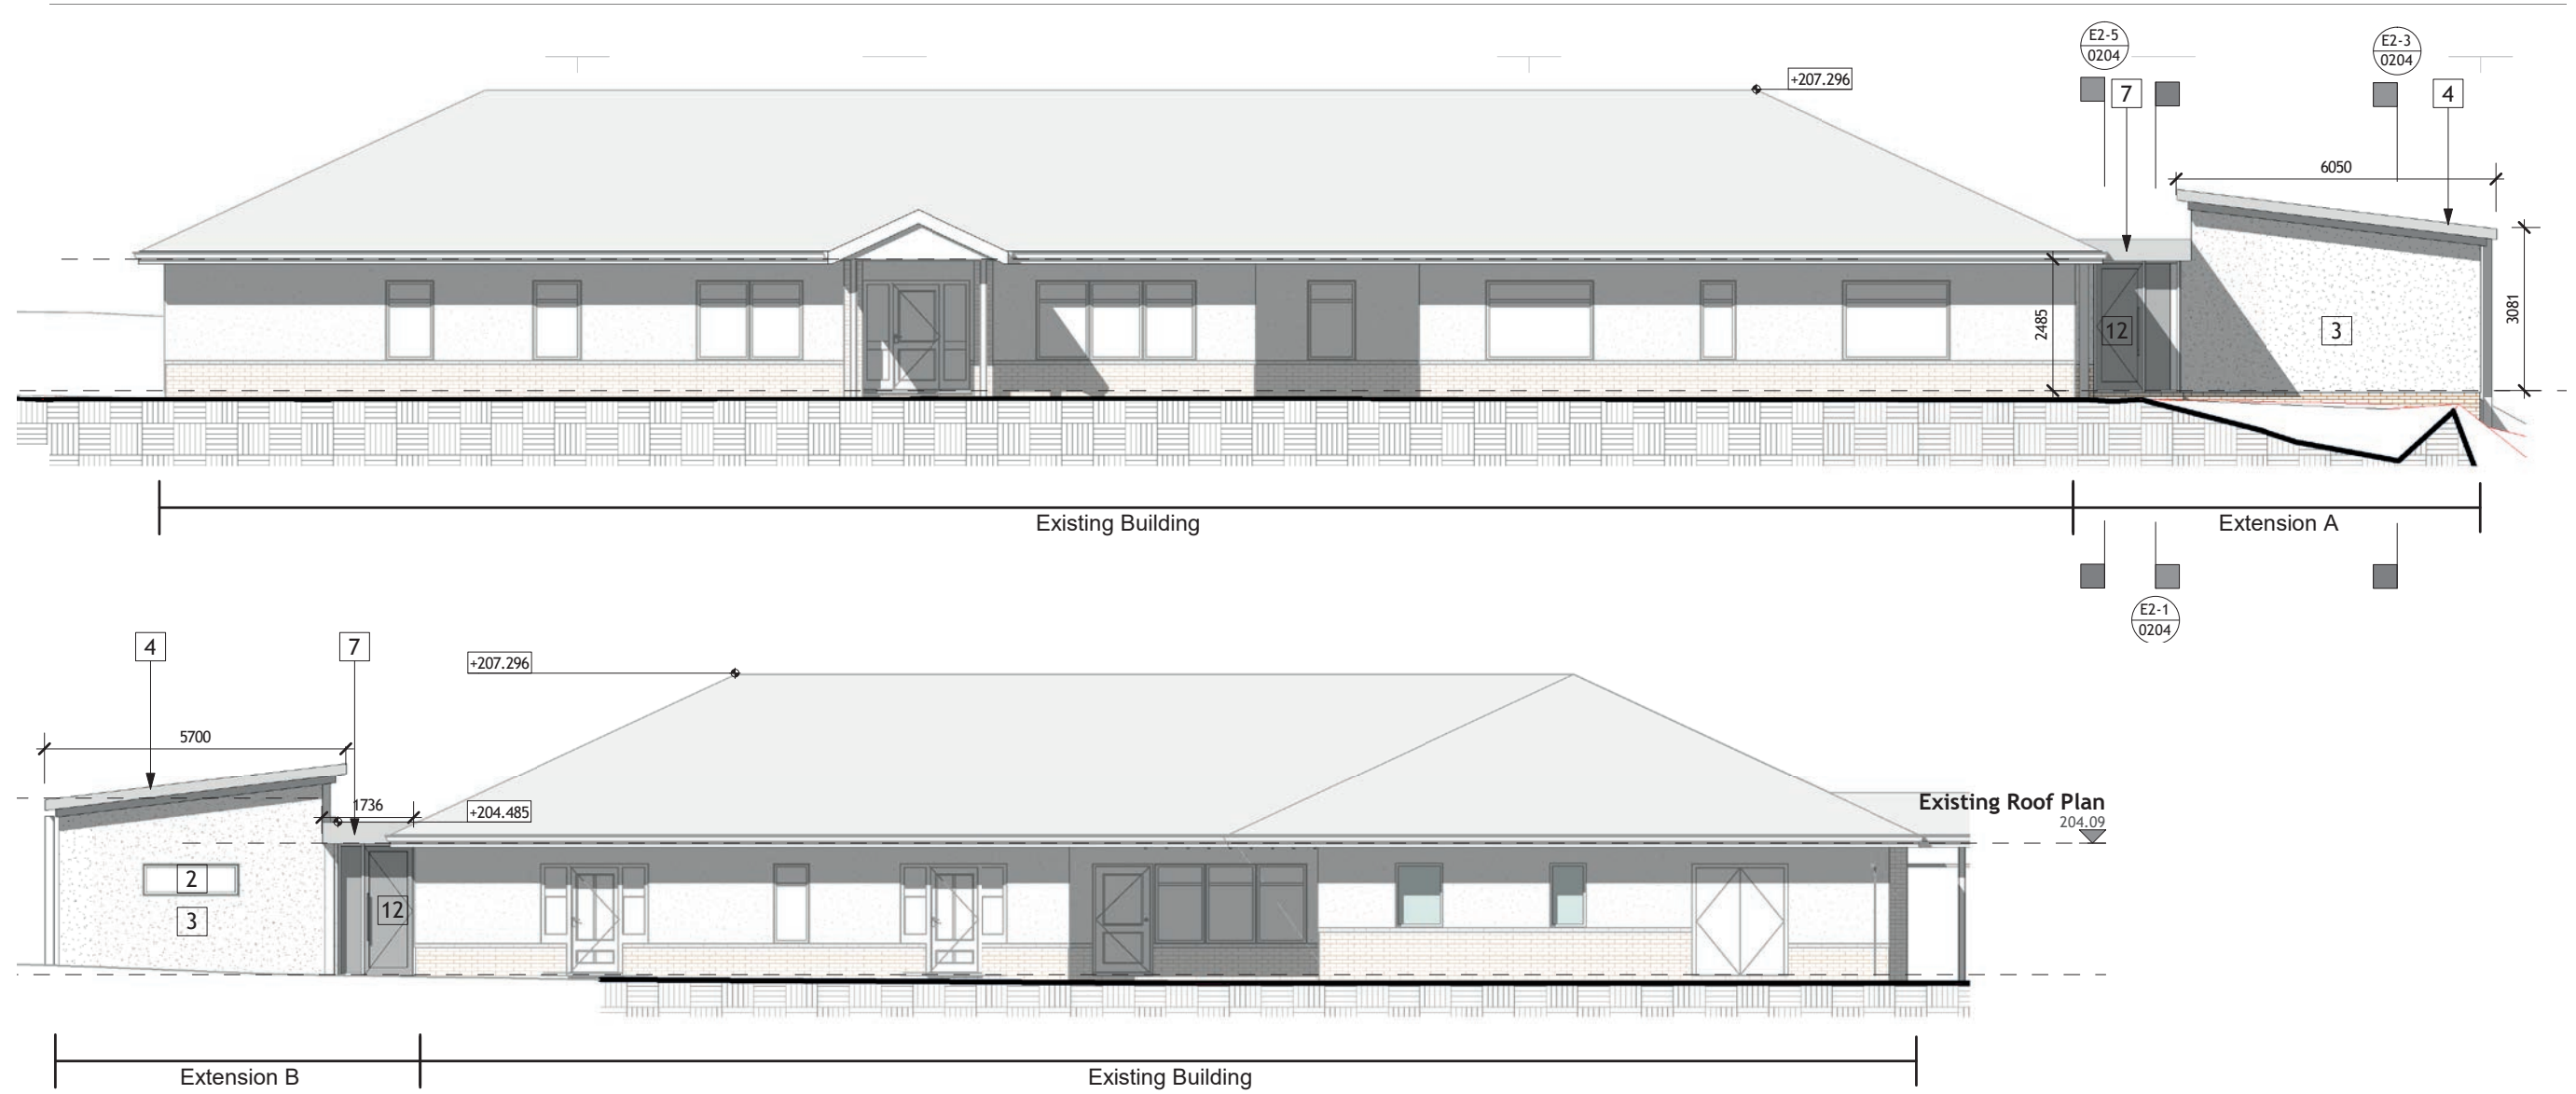 E2-5
0204
E2-3
0204
+207.296
7
4
6050
2485
12
3
3081
Existing Building
Extension A
E2-1
0204
4
7
+207.296
5700
1736
+204.485
Existing Roof Plan
204.09
2
3
12
Extension B
Existing Building